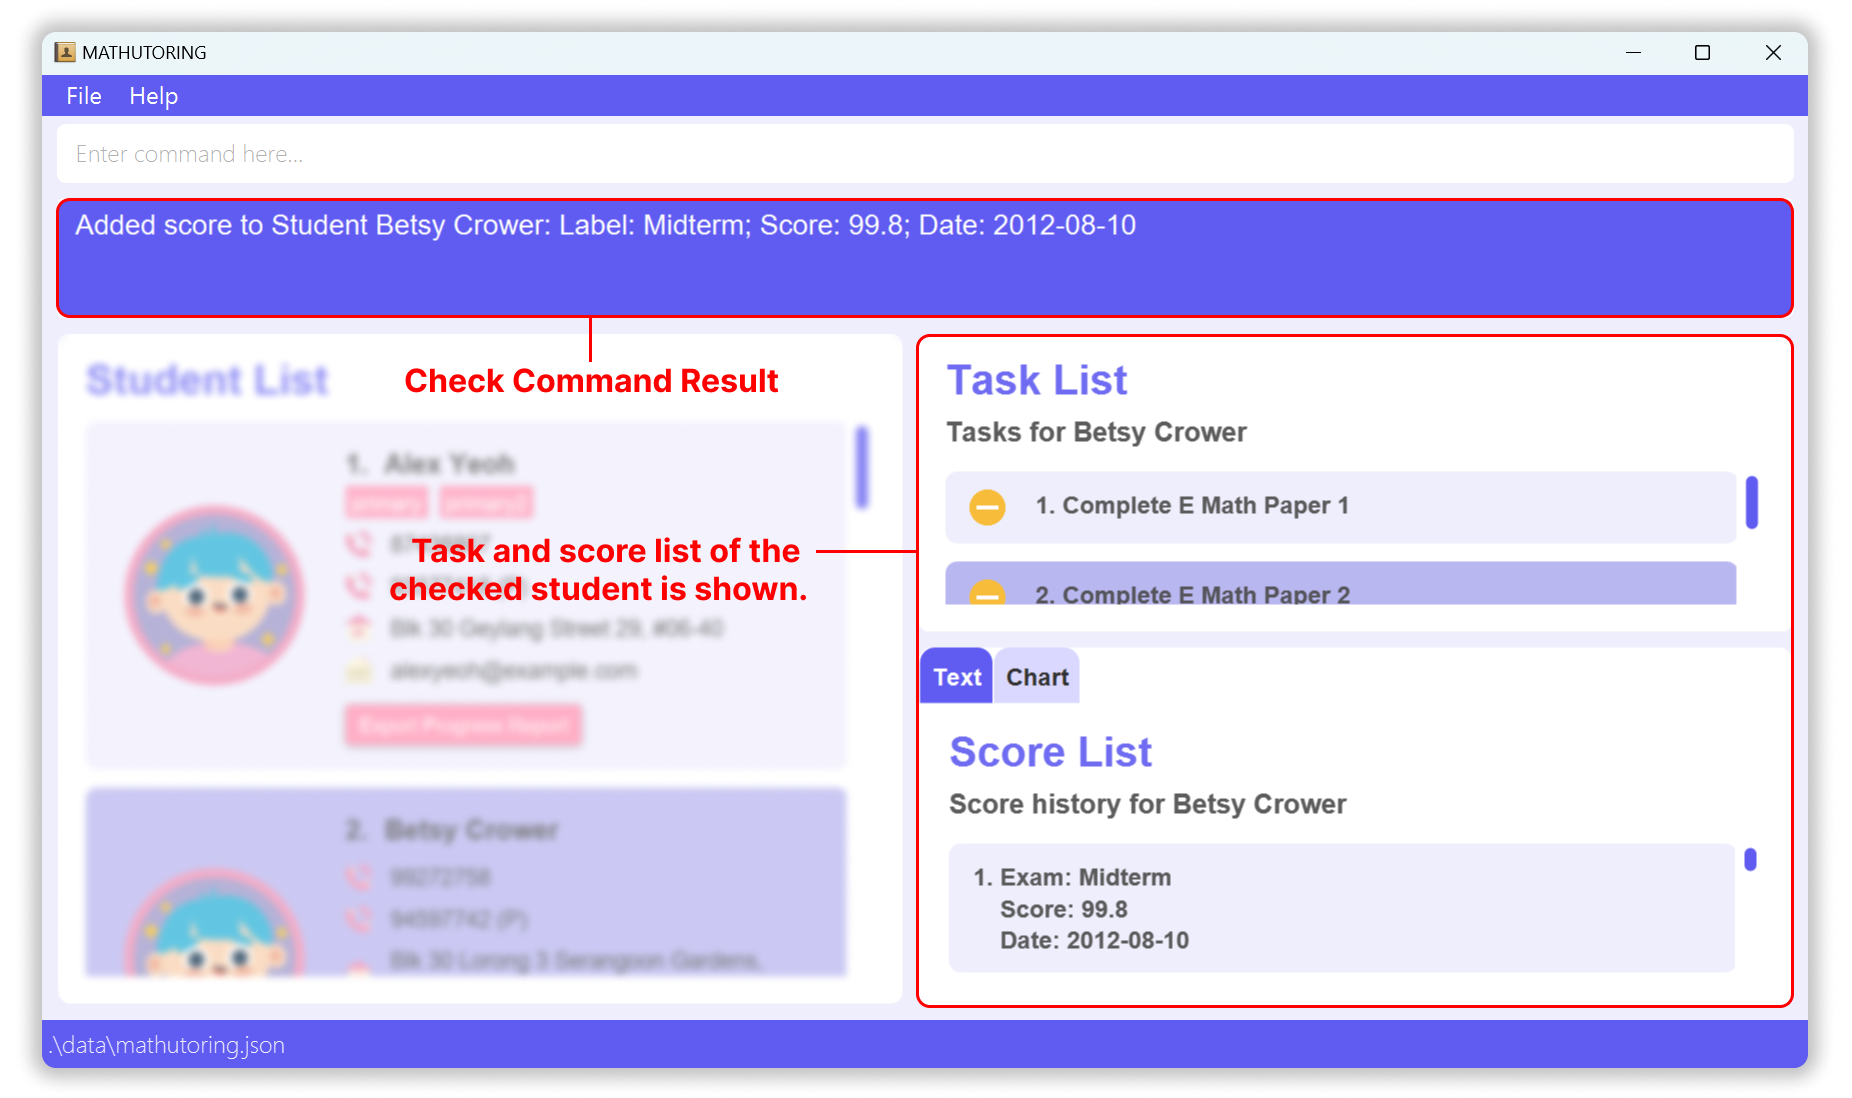 MATHUTORING
File Help
Enter command here...
Added score to Student Betsy Crower: Label: Midterm; Score: 99.8; Date: 2012-08-10
Check Command Result
Student List
1. Alex Yeoh
primary primary3
Task and score list of the
checked student is shown.
Blk 30 Geylang Street 29, #06-40
alexyeoh@example.com
Export Progress Report
2. Betsy Crower
99272758
94597742 (P)
Blk 30 Lorong 3 Serangoon Gardens,
Task List
Tasks for Betsy Crower
1. Complete E Math Paper 1
2. Complete E Math Paper 2
Text Chart
Score List
Score history for Betsy Crower
1. Exam: Midterm
Score: 99.8
Date: 2012-08-10
.\data\mathutoring.json